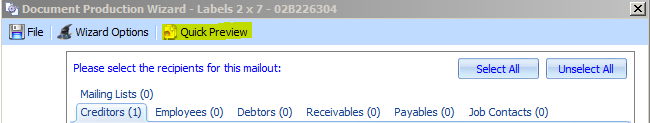 Document Production Wizard - Labels 2 x 7 - 02B226304
File Wizard Options Quick Preview
Please select the recipients for this mailout: Select All Unselect All
Mailing Lists (0)
Creditors (1) Employees (0) Debtors (0) Receivables (0) Payables (0) Job Contacts (0)